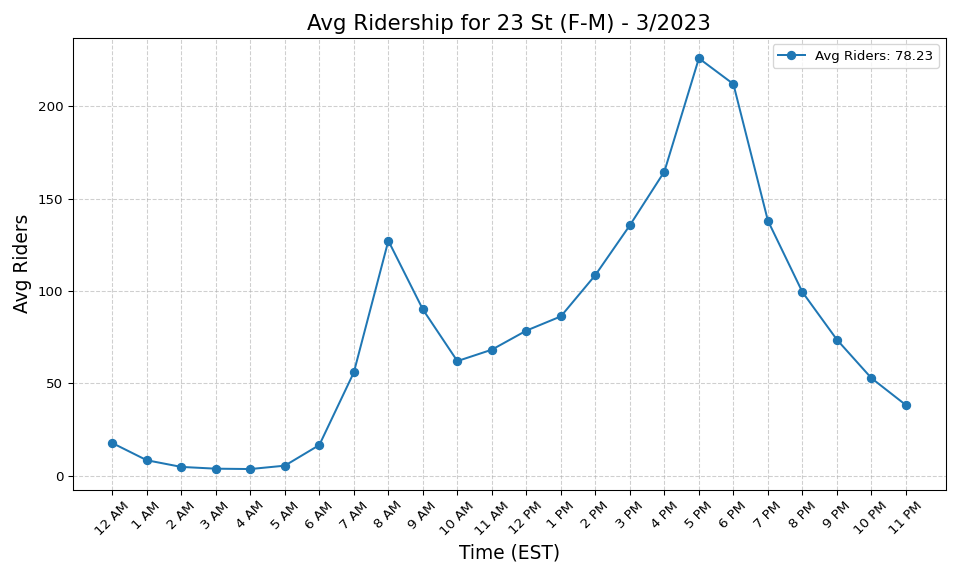 Avg Ridership for 23 St (F-M) - 3/2023
Avg Riders: 78.23
Avg Riders
200
150
100
50
0
12 AM
1 AM
2 AM
3 AM
4 AM
5 AM
6 AM
7 AM
8 AM
9 AM
10 AM
11 AM
12 PM
1 PM
2 PM
3 PM
4 PM
5 PM
6 PM
7 PM
8 PM
9 PM
10 PM
11 PM
Time (EST)